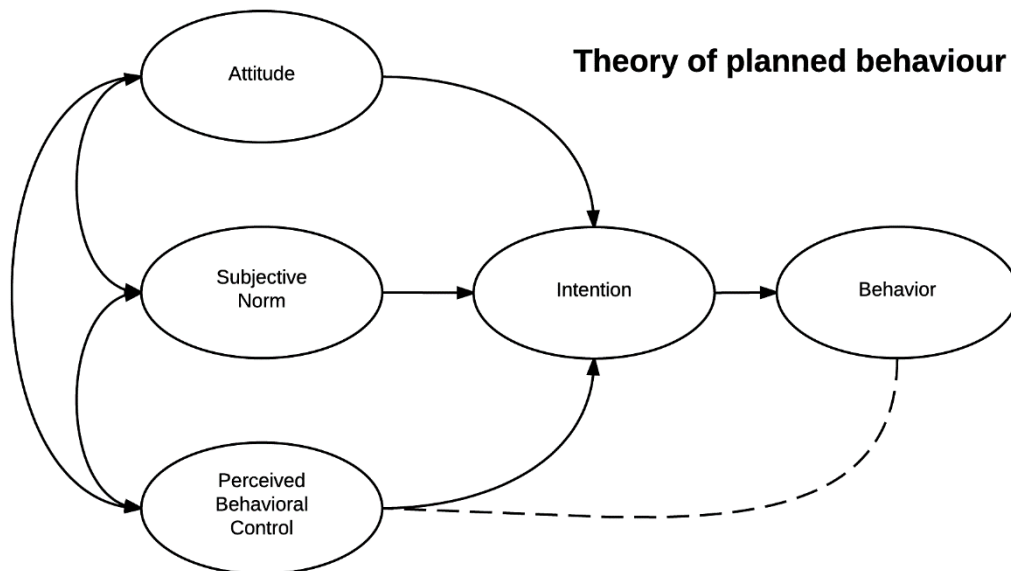 Theory of planned behaviour
Attitude
Subjective
Norm
Intention
Behavior
Perceived
Behavioral
Control